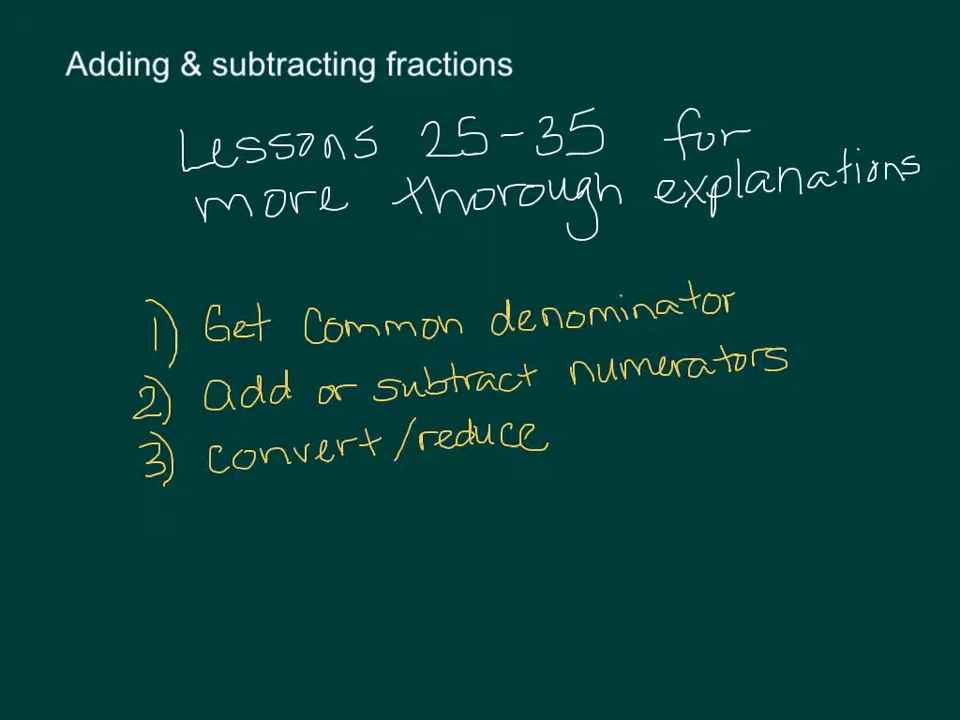 Adding & subtracting fractions
Lessons 25-35 for
more thorough explanations
1) Get common denominator
2) Add or subtract numerators
3) convert/reduce